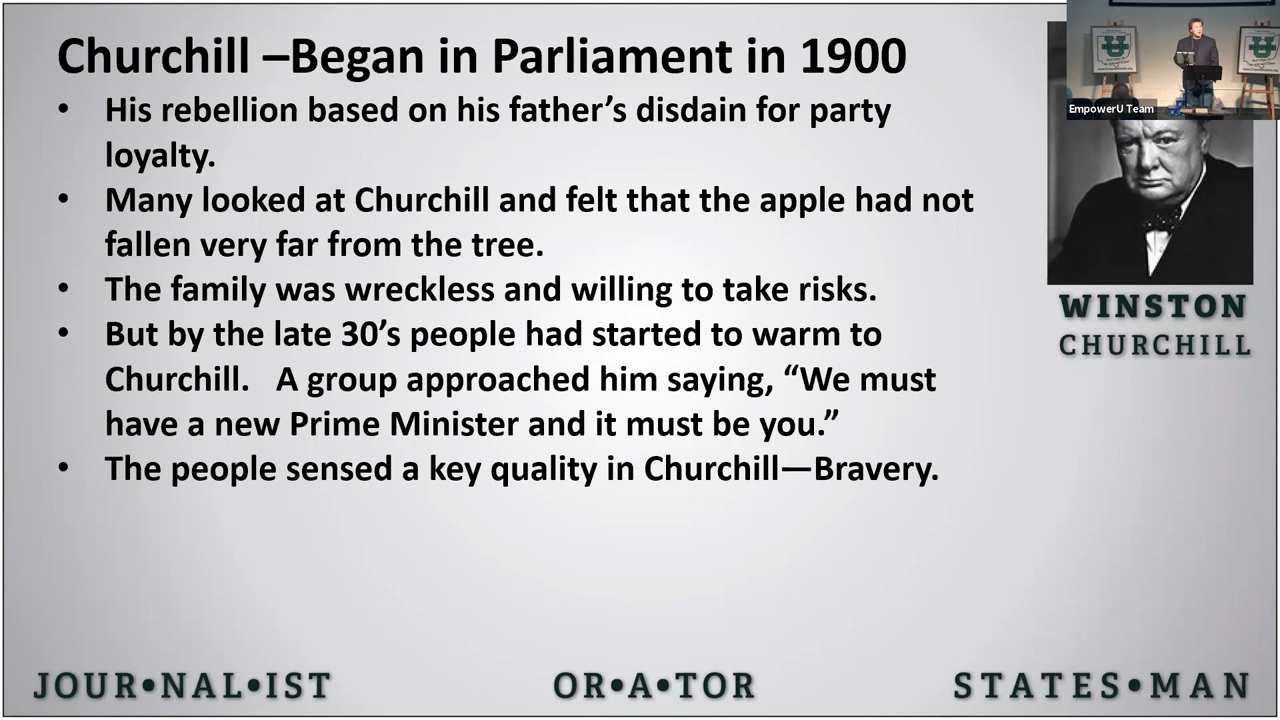 Churchill –Began in Parliament in 1900
• His rebellion based on his father’s disdain for party
loyalty.
• Many looked at Churchill and felt that the apple had not
fallen very far from the tree.
• The family was wreckless and willing to take risks.
• But by the late 30’s people had started to warm to
Churchill.   A group approached him saying, “We must
have a new Prime Minister and it must be you.”
• The people sensed a key quality in Churchill—Bravery.
EmpowerU Team
WINSTON
CHURCHILL
JOUR•NAL•IST
OR•A•TOR
STATES•MAN